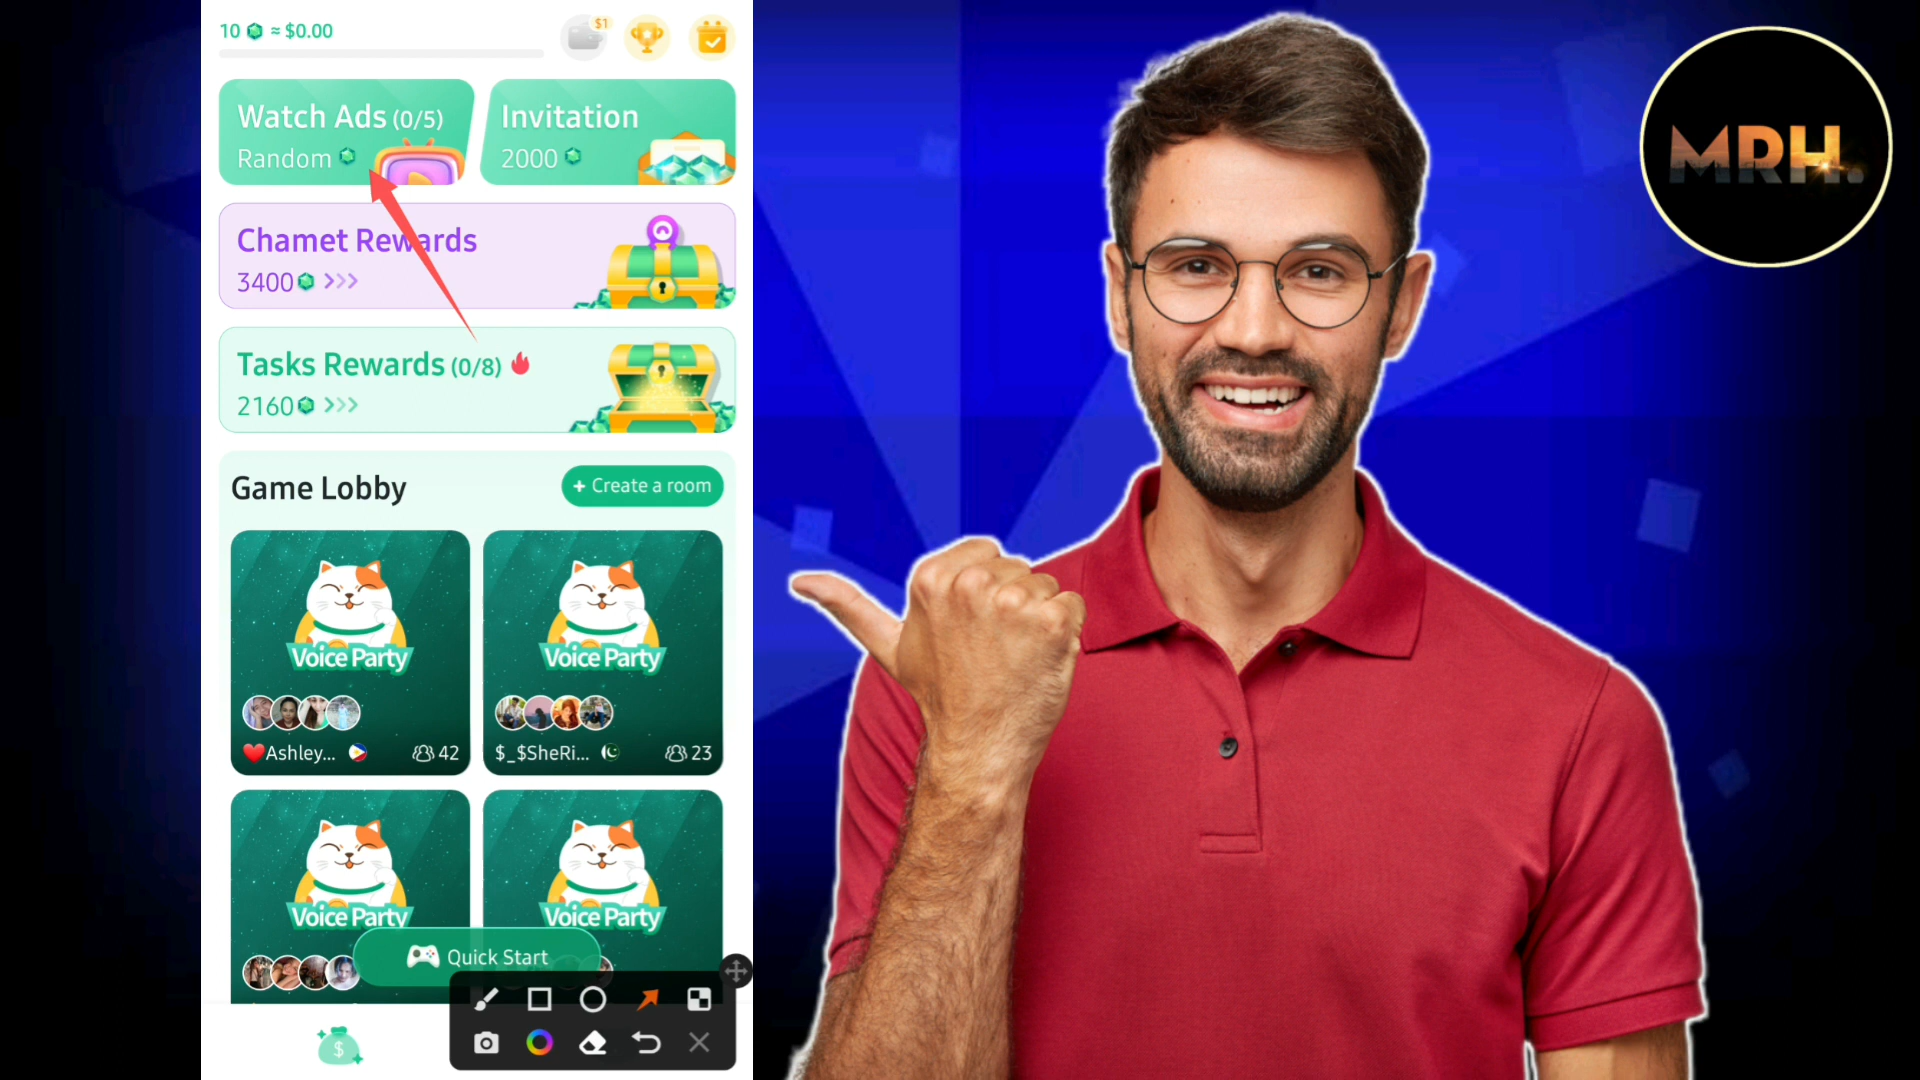 10 ≈ $0.00
$1
Watch Ads (0/5)
Random
Invitation
2000
Chamet Rewards
3400 >>>
Tasks Rewards (0/8)
2160 >>>
Game Lobby
+ Create a room
Voice Party
Voice Party
❤️Ashley... 42
$_$SheRi... 23
Voice Party
Voice Party
Quick Start
$
MRH.